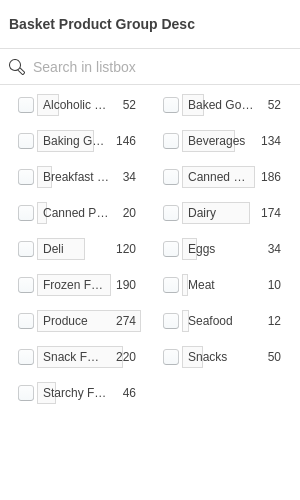 Basket Product Group Desc
Search in listbox
Alcoholic ... 52 Baked Go... 52
Baking G... 146 Beverages 134
Breakfast ... 34 Canned ... 186
Canned P... 20 Dairy 174
Deli 120 Eggs 34
Frozen F... 190 Meat 10
Produce 274 Seafood 12
Snack F... 220 Snacks 50
Starchy F... 46